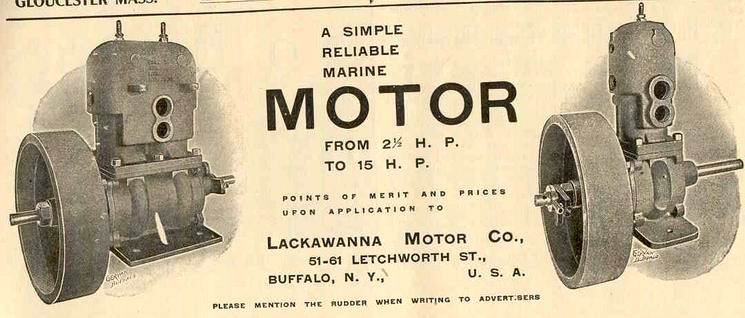 GLOUCESTER MASS.
A SIMPLE
RELIABLE
MARINE
MOTOR
FROM 2½ H. P.
TO 15 H. P.
POINTS OF MERIT AND PRICES
UPON APPLICATION TO
LACKAWANNA MOTOR CO.,
51-61 LETCHWORTH ST.,
BUFFALO, N. Y., U. S. A.
PLEASE MENTION THE RUDDER WHEN WRITING TO ADVERTISERS